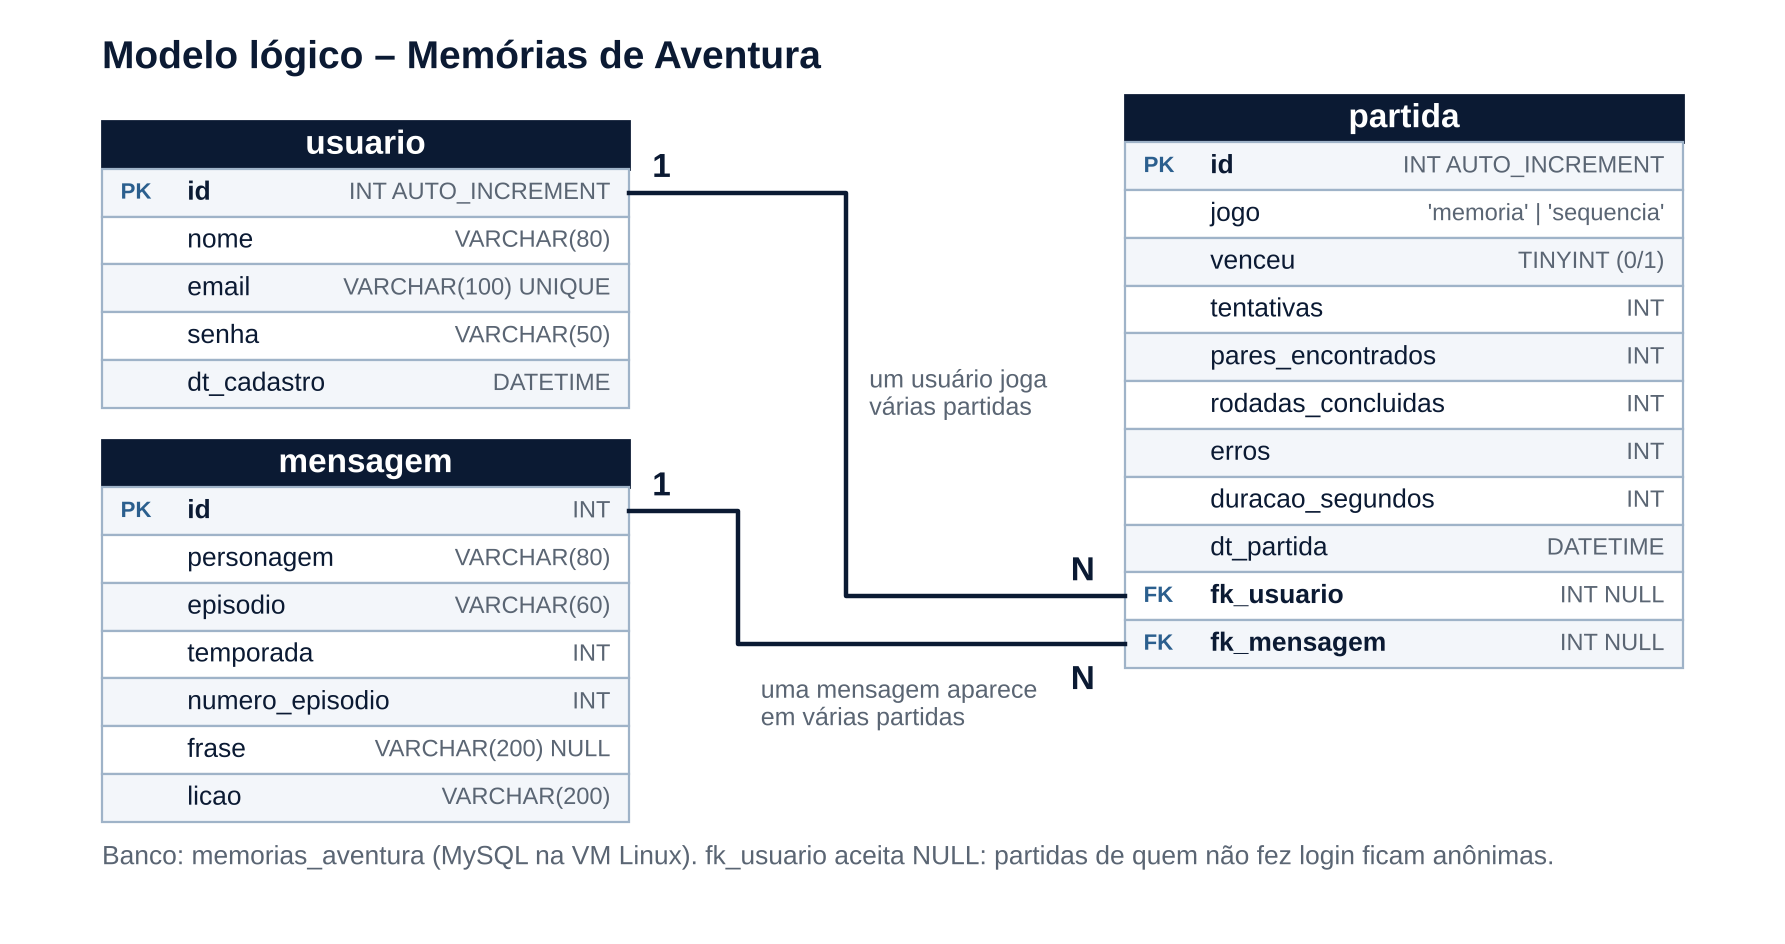 Modelo lógico – Memórias de Aventura
usuario
PK id INT AUTO_INCREMENT
nome VARCHAR(80)
email VARCHAR(100) UNIQUE
senha VARCHAR(50)
dt_cadastro DATETIME
mensagem
PK id INT
personagem VARCHAR(80)
episodio VARCHAR(60)
temporada INT
numero_episodio INT
frase VARCHAR(200) NULL
licao VARCHAR(200)
1
1
um usuário joga
várias partidas
N
N
uma mensagem aparece
em várias partidas
partida
PK id INT AUTO_INCREMENT
jogo 'memoria' | 'sequencia'
venceu TINYINT (0/1)
tentativas INT
pares_encontrados INT
rodadas_concluidas INT
erros INT
duracao_segundos INT
dt_partida DATETIME
FK fk_usuario INT NULL
FK fk_mensagem INT NULL
Banco: memorias_aventura (MySQL na VM Linux). fk_usuario aceita NULL: partidas de quem não fez login ficam anônimas.